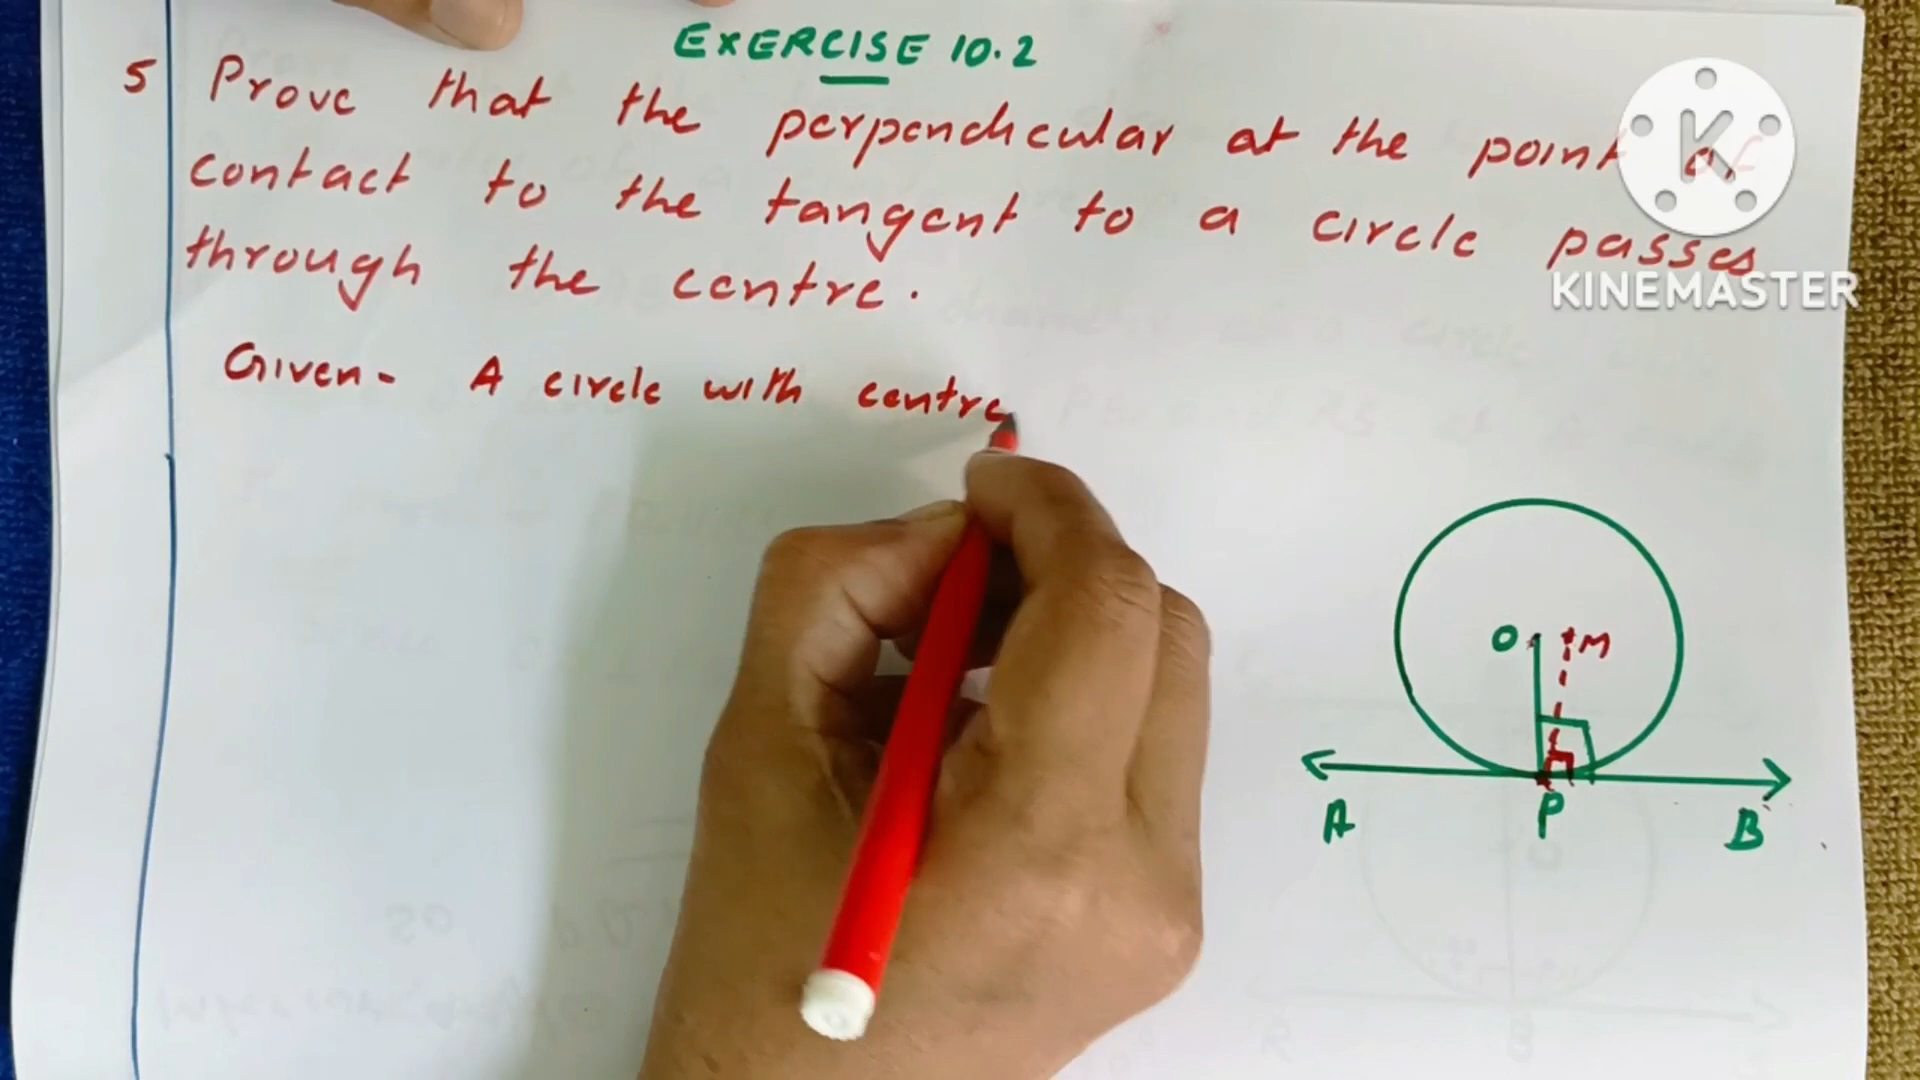 EXERCISE 10.2
5 Prove that the perpendicular at the point of
contact to the tangent to a circle passes
through the centre.
KINEMASTER
Given- A circle with centre
O M
P
A B